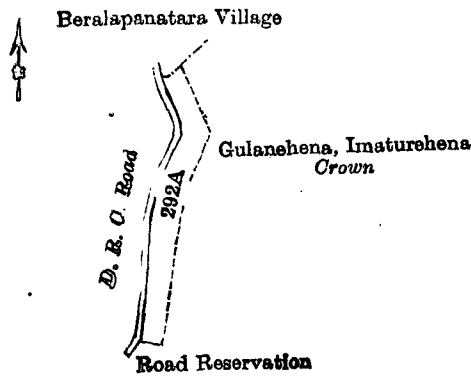 Beralapanatara Village
Gulanehena, Imaturehena
Crown
D. R. C. Road
292A
Road Reservation